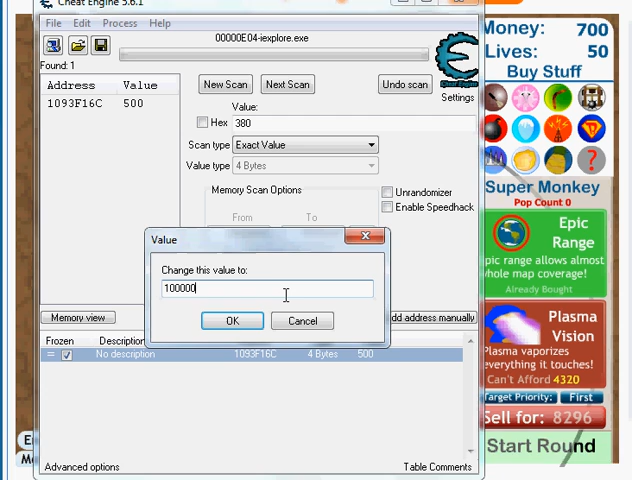 Cheat Engine 5.6.1
File Edit Process Help
00000E04-iexplore.exe
Found: 1
Address Value
1093F16C 500
New Scan Next Scan Undo scan
Settings
Value:
Hex 380
Scan type Exact Value
Value type 4 Bytes
Memory Scan Options
From To
Unrandomizer
Enable Speedhack
Value
Change this value to:
100000
OK Cancel
Memory view
dd address manually
Frozen Descripti
No description 1093F16C 4 Bytes 500
Advanced options Table Comments
Money: 700
Lives: 50
Buy Stuff
Super Monkey
Pop Count 0
Epic
Range
pic range allows almost
whole map coverage!
Already Bought
Plasma
Vision
Plasma vaporizes
everything it touches!
Can't Afford 4320
Target Priority: First
Sell for: 8296
Start Round